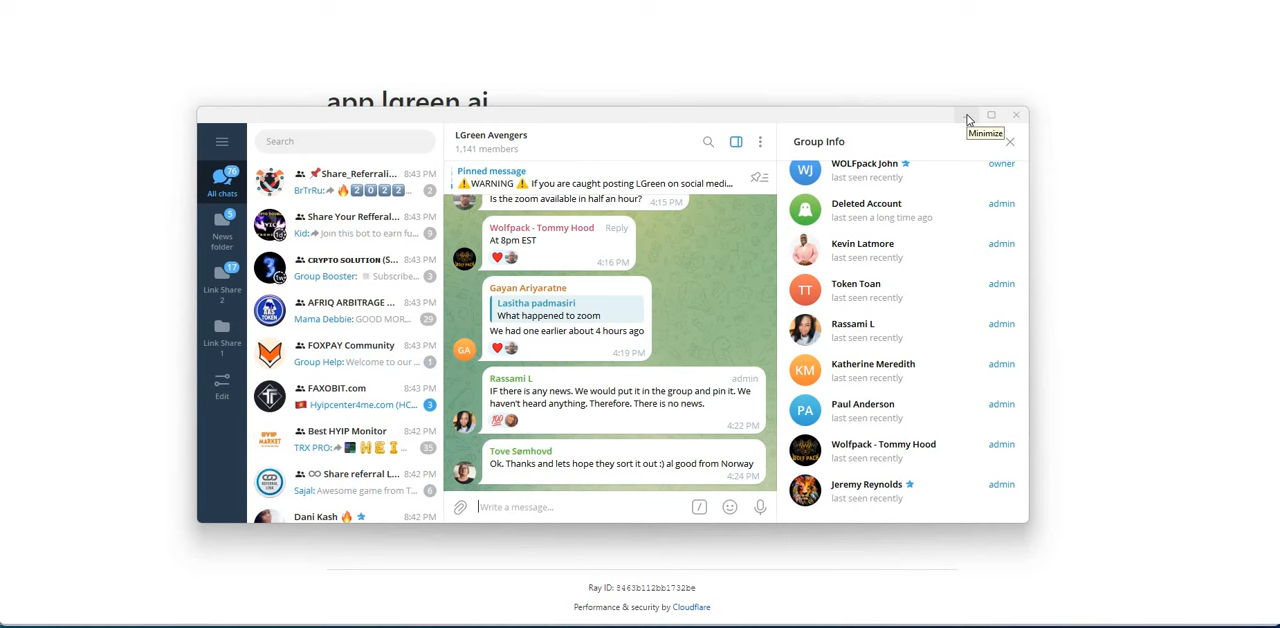 app.lgreen.ai
Minimize
76
All chats
5
News
folder
17
Link Share
2
Link Share
1
Edit
Search
📌Share_Referrali... 8:43 PM
BrTrRu: 🔥2022... 2
Share Your Refferal... 8:43 PM
Kid: Join this bot to earn fu... 9
CRYPTO SOLUTION (S... 8:43 PM
Group Booster: Subscribe... 3
AFRIQ ARBITRAGE ... 8:43 PM
Mama Debbie: GOOD MOR... 29
FOXPAY Community 8:43 PM
Group Help: Welcome to our ... 1
FAXOBIT.com 8:43 PM
Hyipcenter4me.com (HC... 3
Best HYIP Monitor 8:42 PM
TRX PRO: HEI... 35
Share referral L... 8:42 PM
Sajal: Awesome game from T... 6
Dani Kash 🔥 8:42 PM
LGreen Avengers
1,141 members
Pinned message
⚠️WARNING ⚠️ If you are caught posting LGreen on social medi...
Is the zoom available in half an hour? 4:15 PM
Wolfpack - Tommy Hood Reply
At 8pm EST
4:16 PM
Gayan Ariyaratne
Lasitha padmasiri
What happened to zoom
We had one earlier about 4 hours ago
GA
4:19 PM
Rassami L admin
IF there is any news. We would put it in the group and pin it. We
haven't heard anything. Therefore. There is no news.
💯
4:22 PM
Tove Sømhovd
Ok. Thanks and lets hope they sort it out :) al good from Norway
4:24 PM
Write a message...
Group Info
WJ
WOLFpack John owner
last seen recently
Deleted Account admin
last seen a long time ago
Kevin Latmore admin
last seen recently
TT
Token Toan admin
last seen recently
Rassami L admin
last seen recently
KM
Katherine Meredith admin
last seen recently
PA
Paul Anderson admin
last seen recently
Wolfpack - Tommy Hood admin
last seen recently
Jeremy Reynolds admin
last seen recently
Ray ID: 8463b112bb1732be
Performance & security by Cloudflare